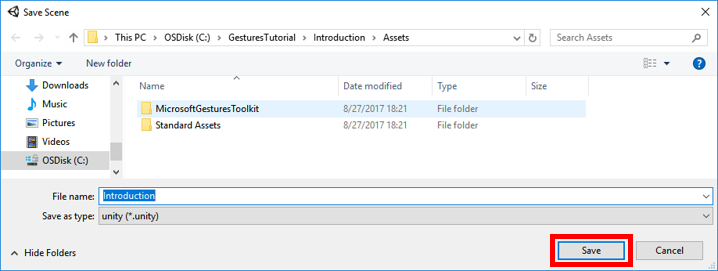 Save Scene
This PC > OSDisk (C:) > GesturesTutorial > Introduction > Assets
Search Assets
Organize
New folder
Name
Date modified
Type
Size
Downloads
Music
Pictures
Videos
OSDisk (C:)
MicrosoftGesturesToolkit 8/27/2017 18:21 File folder
Standard Assets 8/27/2017 18:21 File folder
File name: Introduction
Save as type: unity (*.unity)
Hide Folders
Save
Cancel